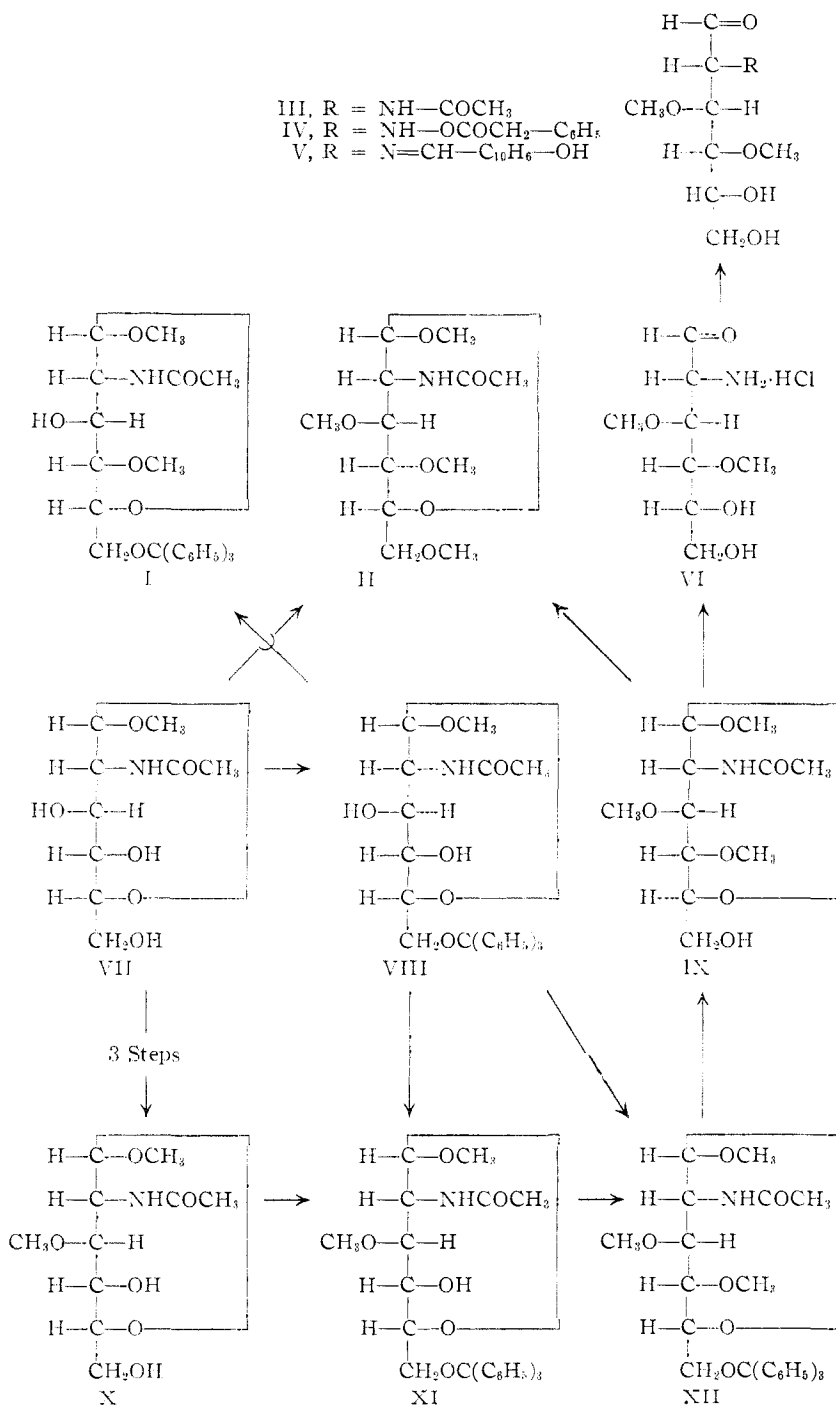 H—C=O
H—C—R
III, R = NH—COCH₃
CH₃O—C—H
IV, R = NH—OCOCH₂—C₆H₅
V, R = N=CH—C₁₀H₆—OH
H—C—OCH₃
HC—OH
CH₂OH
H—C—OCH₃
H—C—NHCOCH₃
HO—C—H
H—C—OCH₃
H—C—O
CH₂OC(C₆H₅)₃
I
H—C—OCH₃
H—C—NHCOCH₃
CH₃O—C—H
H—C—OCH₃
H—C—O
CH₂OCH₃
II
H—C=O
H—C—NH₂·HCl
CH₃O—C—H
H—C—OCH₃
H—C—OH
CH₂OH
VI
H—C—OCH₃
H—C—NHCOCH₃
HO—C—H
H—C—OH
H—C—O
CH₂OH
VII
H—C—OCH₃
H—C—NHCOCH₃
HO—C—H
H—C—OH
H—C—O
CH₂OC(C₆H₅)₃
VIII
H—C—OCH₃
H—C—NHCOCH₃
CH₃O—C—H
H—C—OCH₃
H—C—O
CH₂OH
IX
3 Steps
H—C—OCH₃
H—C—NHCOCH₃
CH₃O—C—H
H—C—OH
H—C—O
CH₂OH
X
H—C—OCH₃
H—C—NHCOCH₃
CH₃O—C—H
H—C—OH
H—C—O
CH₂OC(C₆H₅)₃
XI
H—C—OCH₃
H—C—NHCOCH₃
CH₃O—C—H
H—C—OCH₃
H—C—O
CH₂OC(C₆H₅)₃
XII